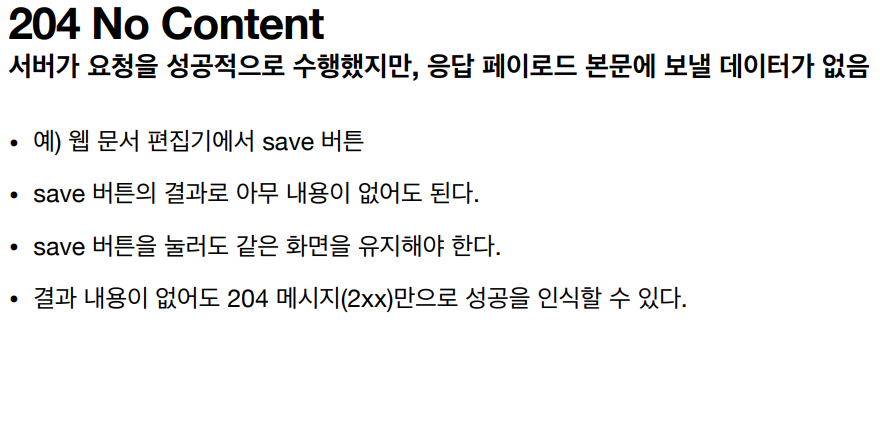 204 No Content
서버가 요청을 성공적으로 수행했지만, 응답 페이로드 본문에 보낼 데이터가 없음
• 예) 웹 문서 편집기에서 save 버튼
• save 버튼의 결과로 아무 내용이 없어도 된다.
• save 버튼을 눌러도 같은 화면을 유지해야 한다.
• 결과 내용이 없어도 204 메시지(2xx)만으로 성공을 인식할 수 있다.